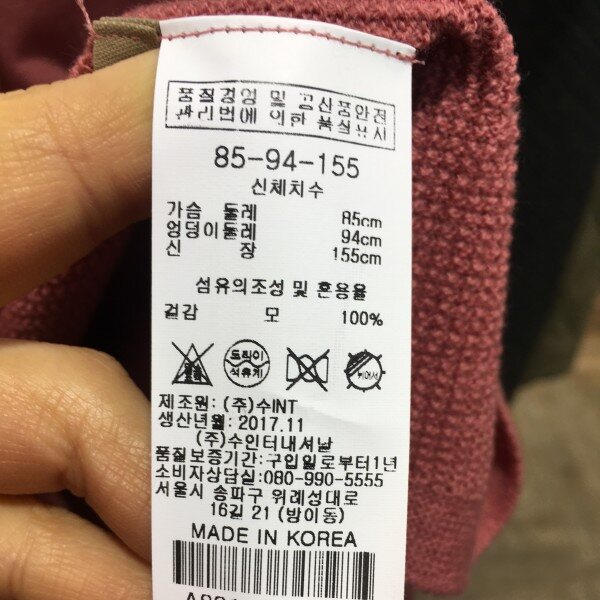 품질경영 및 공산품안전
관리법에 의한 품질표시
85-94-155
신체치수
가슴 둘레 85cm
엉덩이둘레 94cm
신 장 155cm
섬유의조성 및 혼용율
겉감 모 100%
드라이
석유계
제조원: (주)수INT
생산년월: 2017.11
(주)수인터내셔날
품질보증기간:구입일로부터1년
소비자상담실:080-990-5555
서울시 송파구 위례성대로
16길 21 (방이동)
MADE IN KOREA